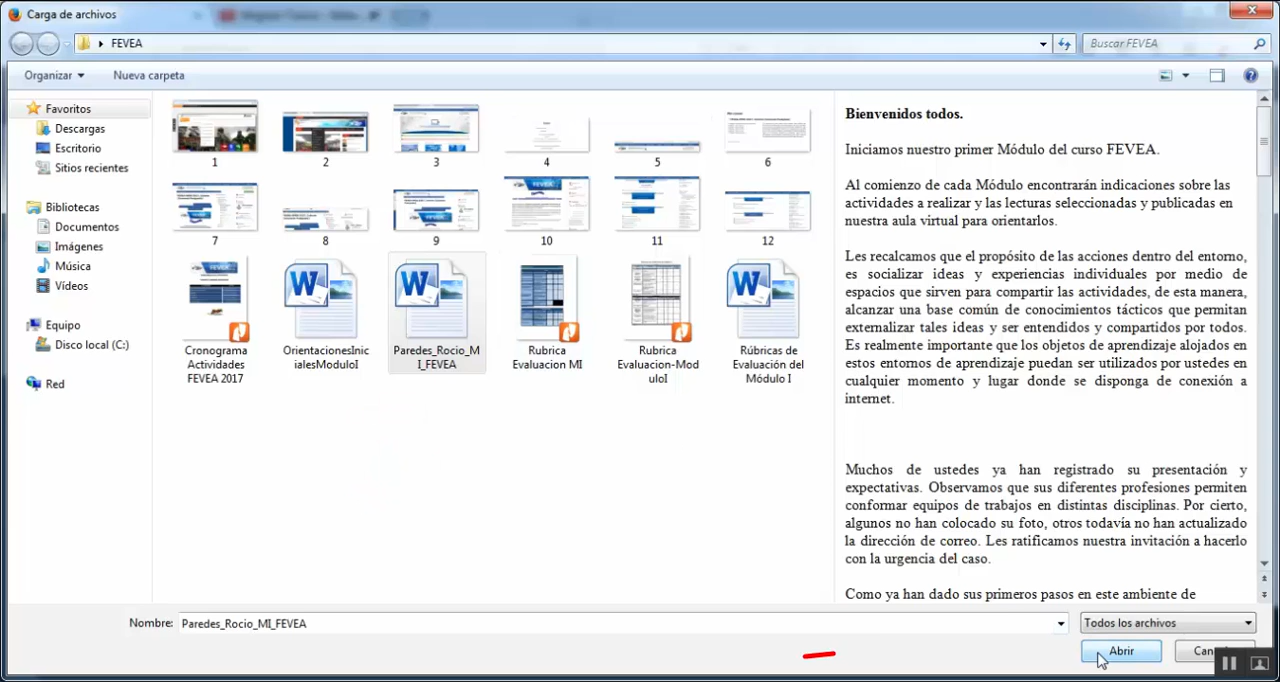 Carga de archivos
FEVEA
Buscar FEVEA
Organizar
Nueva carpeta
Favoritos
Descargas
Escritorio
Sitios recientes
Bibliotecas
Documentos
Imágenes
Música
Vídeos
Equipo
Disco local (C:)
Red
1
2
3
4
5
6
7
8
9
10
11
12
Cronograma
Actividades
FEVEA 2017
OrientacionesInic
ialesModuloI
Paredes_Rocio_M
I_FEVEA
Rubrica
Evaluacion MI
Rubrica
Evaluacion-Mod
uloI
Rúbricas de
Evaluación del
Módulo I
Bienvenidos todos.
Iniciamos nuestro primer Módulo del curso FEVEA.
Al comienzo de cada Módulo encontrarán indicaciones sobre las
actividades a realizar y las lecturas seleccionadas y publicadas en
nuestra aula virtual para orientarlos.
Les recalcamos que el propósito de las acciones dentro del entorno,
es socializar ideas y experiencias individuales por medio de
espacios que sirven para compartir las actividades, de esta manera,
alcanzar una base común de conocimientos tácticos que permitan
externalizar tales ideas y ser entendidos y compartidos por todos.
Es realmente importante que los objetos de aprendizaje alojados en
estos entornos de aprendizaje puedan ser utilizados por ustedes en
cualquier momento y lugar donde se disponga de conexión a
internet.
Muchos de ustedes ya han registrado su presentación y
expectativas. Observamos que sus diferentes profesiones permiten
conformar equipos de trabajos en distintas disciplinas. Por cierto,
algunos no han colocado su foto, otros todavía no han actualizado
la dirección de correo. Les ratificamos nuestra invitación a hacerlo
con la urgencia del caso.
Como ya han dado sus primeros pasos en este ambiente de
Nombre:
Paredes_Rocio_MI_FEVEA
Todos los archivos
Abrir